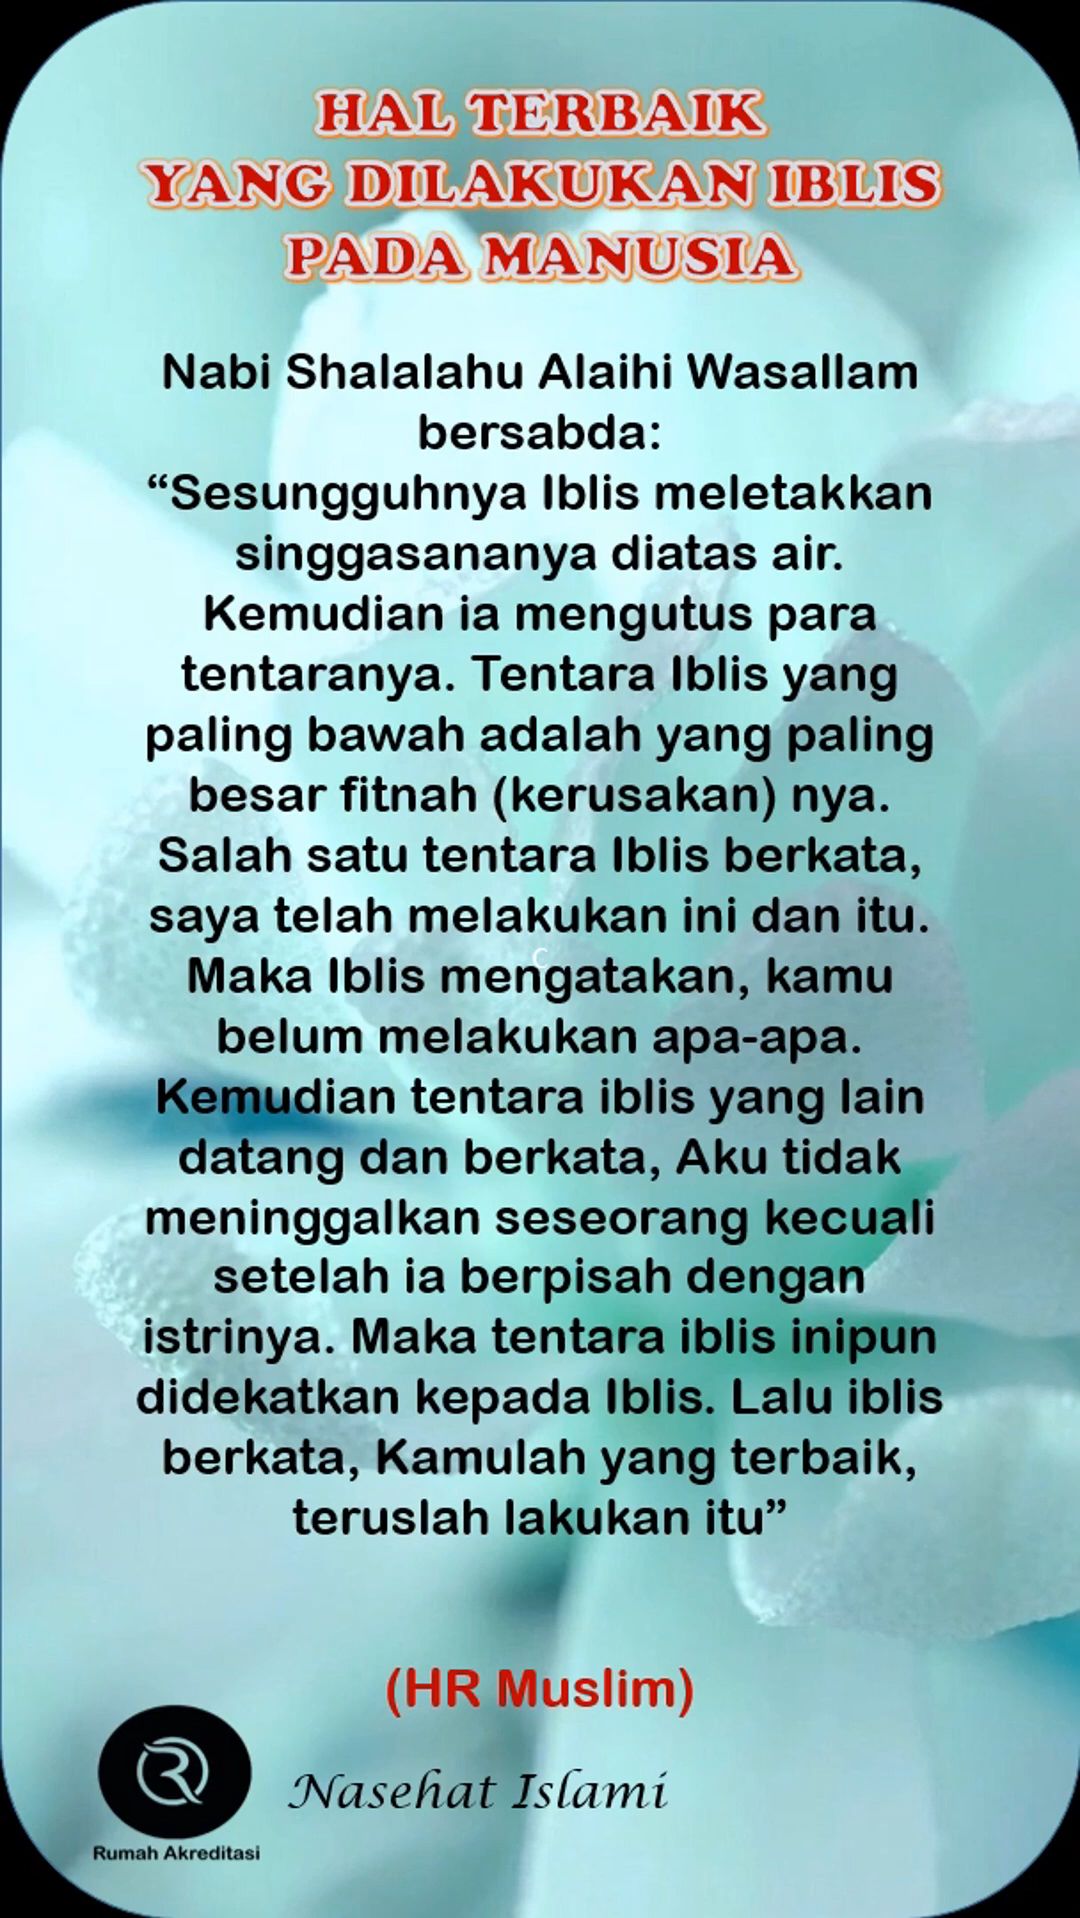 HAL TERBAIK
YANG DILAKUKAN IBLIS
PADA MANUSIA
Nabi Shalalahu Alaihi Wasallam
bersabda:
“Sesungguhnya Iblis meletakkan
singgasananya diatas air.
Kemudian ia mengutus para
tentaranya. Tentara Iblis yang
paling bawah adalah yang paling
besar fitnah (kerusakan) nya.
Salah satu tentara Iblis berkata,
saya telah melakukan ini dan itu.
Maka Iblis mengatakan, kamu
belum melakukan apa-apa.
Kemudian tentara iblis yang lain
datang dan berkata, Aku tidak
meninggalkan seseorang kecuali
setelah ia berpisah dengan
istrinya. Maka tentara iblis inipun
didekatkan kepada Iblis. Lalu iblis
berkata, Kamulah yang terbaik,
teruslah lakukan itu”
(HR Muslim)
Nasehat Islami
Rumah Akreditasi